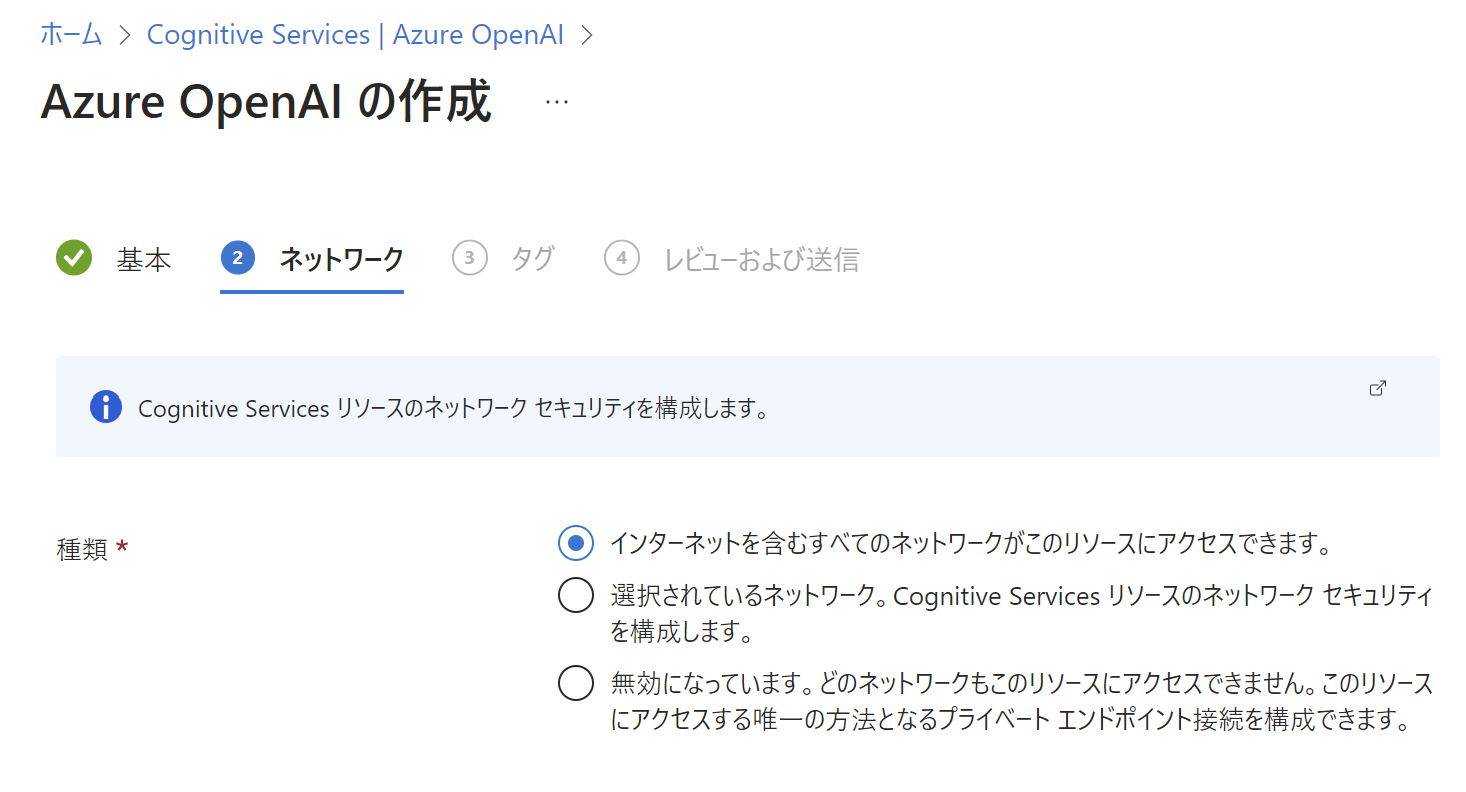 ホーム > Cognitive Services | Azure OpenAI >
Azure OpenAI の作成 …
基本 2 ネットワーク 3 タグ 4 レビューおよび送信
Cognitive Services リソースのネットワーク セキュリティを構成します。
種類 *
インターネットを含むすべてのネットワークがこのリソースにアクセスできます。
選択されているネットワーク。Cognitive Services リソースのネットワーク セキュリティ
を構成します。
無効になっています。どのネットワークもこのリソースにアクセスできません。このリソース
にアクセスする唯一の方法となるプライベート エンドポイント接続を構成できます。